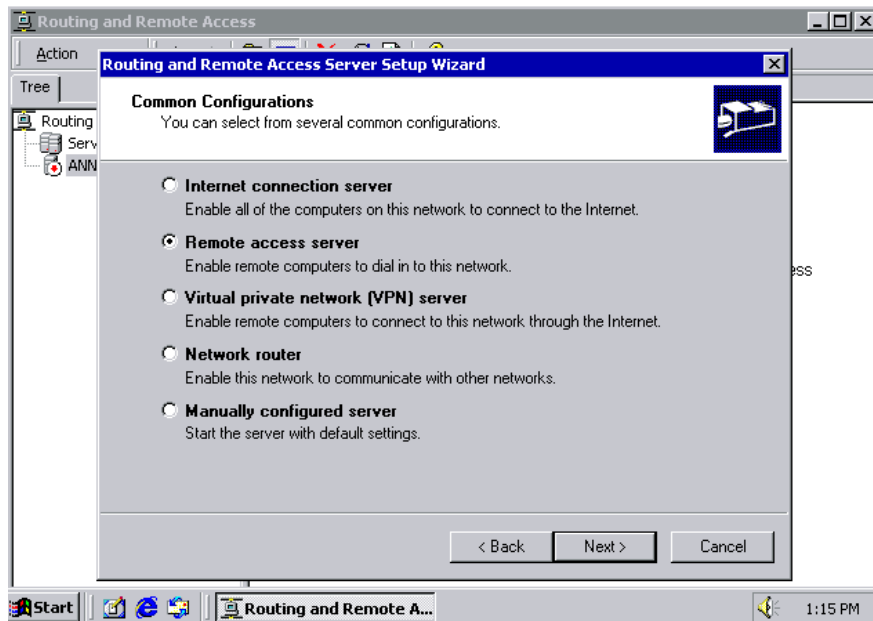 Routing and Remote Access
Action
Routing and Remote Access Server Setup Wizard
Tree
Common Configurations
You can select from several common configurations.
Routing
Serv
ANN
Internet connection server
Enable all of the computers on this network to connect to the Internet.
Remote access server
Enable remote computers to dial in to this network.
ess
Virtual private network (VPN) server
Enable remote computers to connect to this network through the Internet.
Network router
Enable this network to communicate with other networks.
Manually configured server
Start the server with default settings.
< Back Next > Cancel
Start Routing and Remote A... 1:15 PM